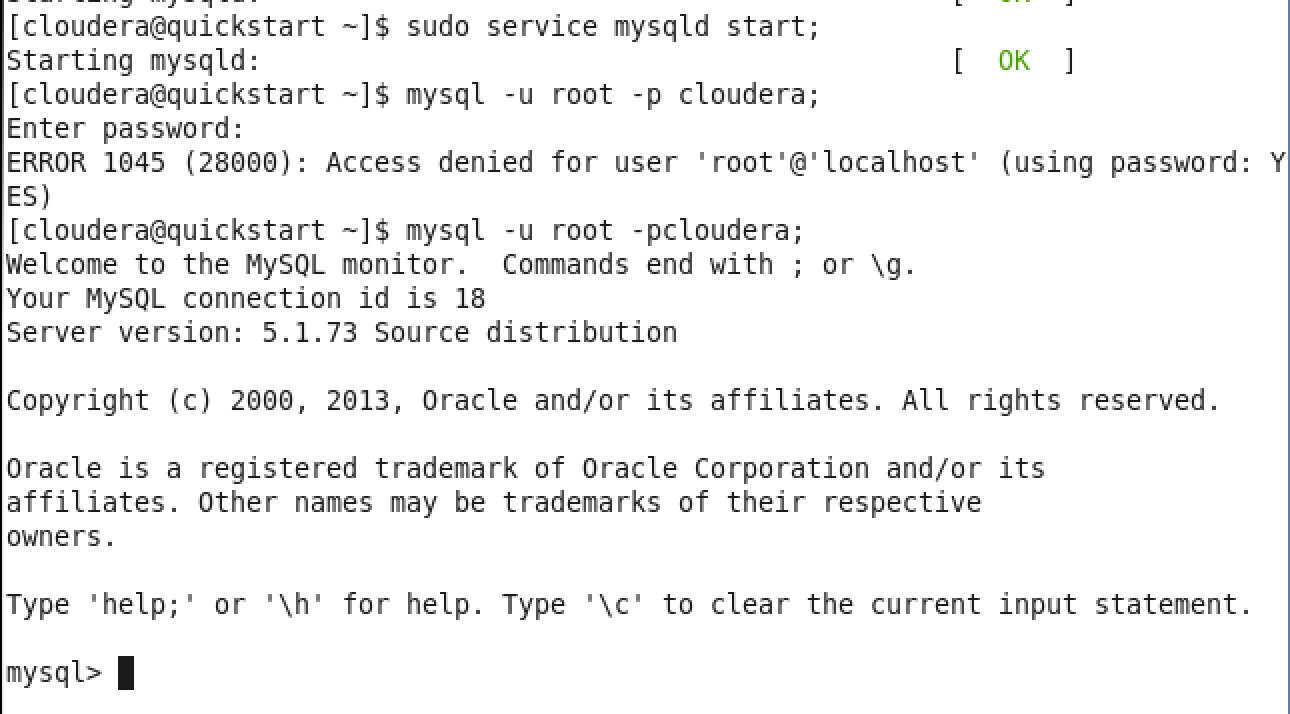 Starting mysqld: [ OK ]
[cloudera@quickstart ~]$ sudo service mysqld start;
Starting mysqld: [ OK ]
[cloudera@quickstart ~]$ mysql -u root -p cloudera;
Enter password:
ERROR 1045 (28000): Access denied for user 'root'@'localhost' (using password: Y
ES)
[cloudera@quickstart ~]$ mysql -u root -pcloudera;
Welcome to the MySQL monitor.  Commands end with ; or \g.
Your MySQL connection id is 18
Server version: 5.1.73 Source distribution

Copyright (c) 2000, 2013, Oracle and/or its affiliates. All rights reserved.

Oracle is a registered trademark of Oracle Corporation and/or its
affiliates. Other names may be trademarks of their respective
owners.

Type 'help;' or '\h' for help. Type '\c' to clear the current input statement.

mysql>